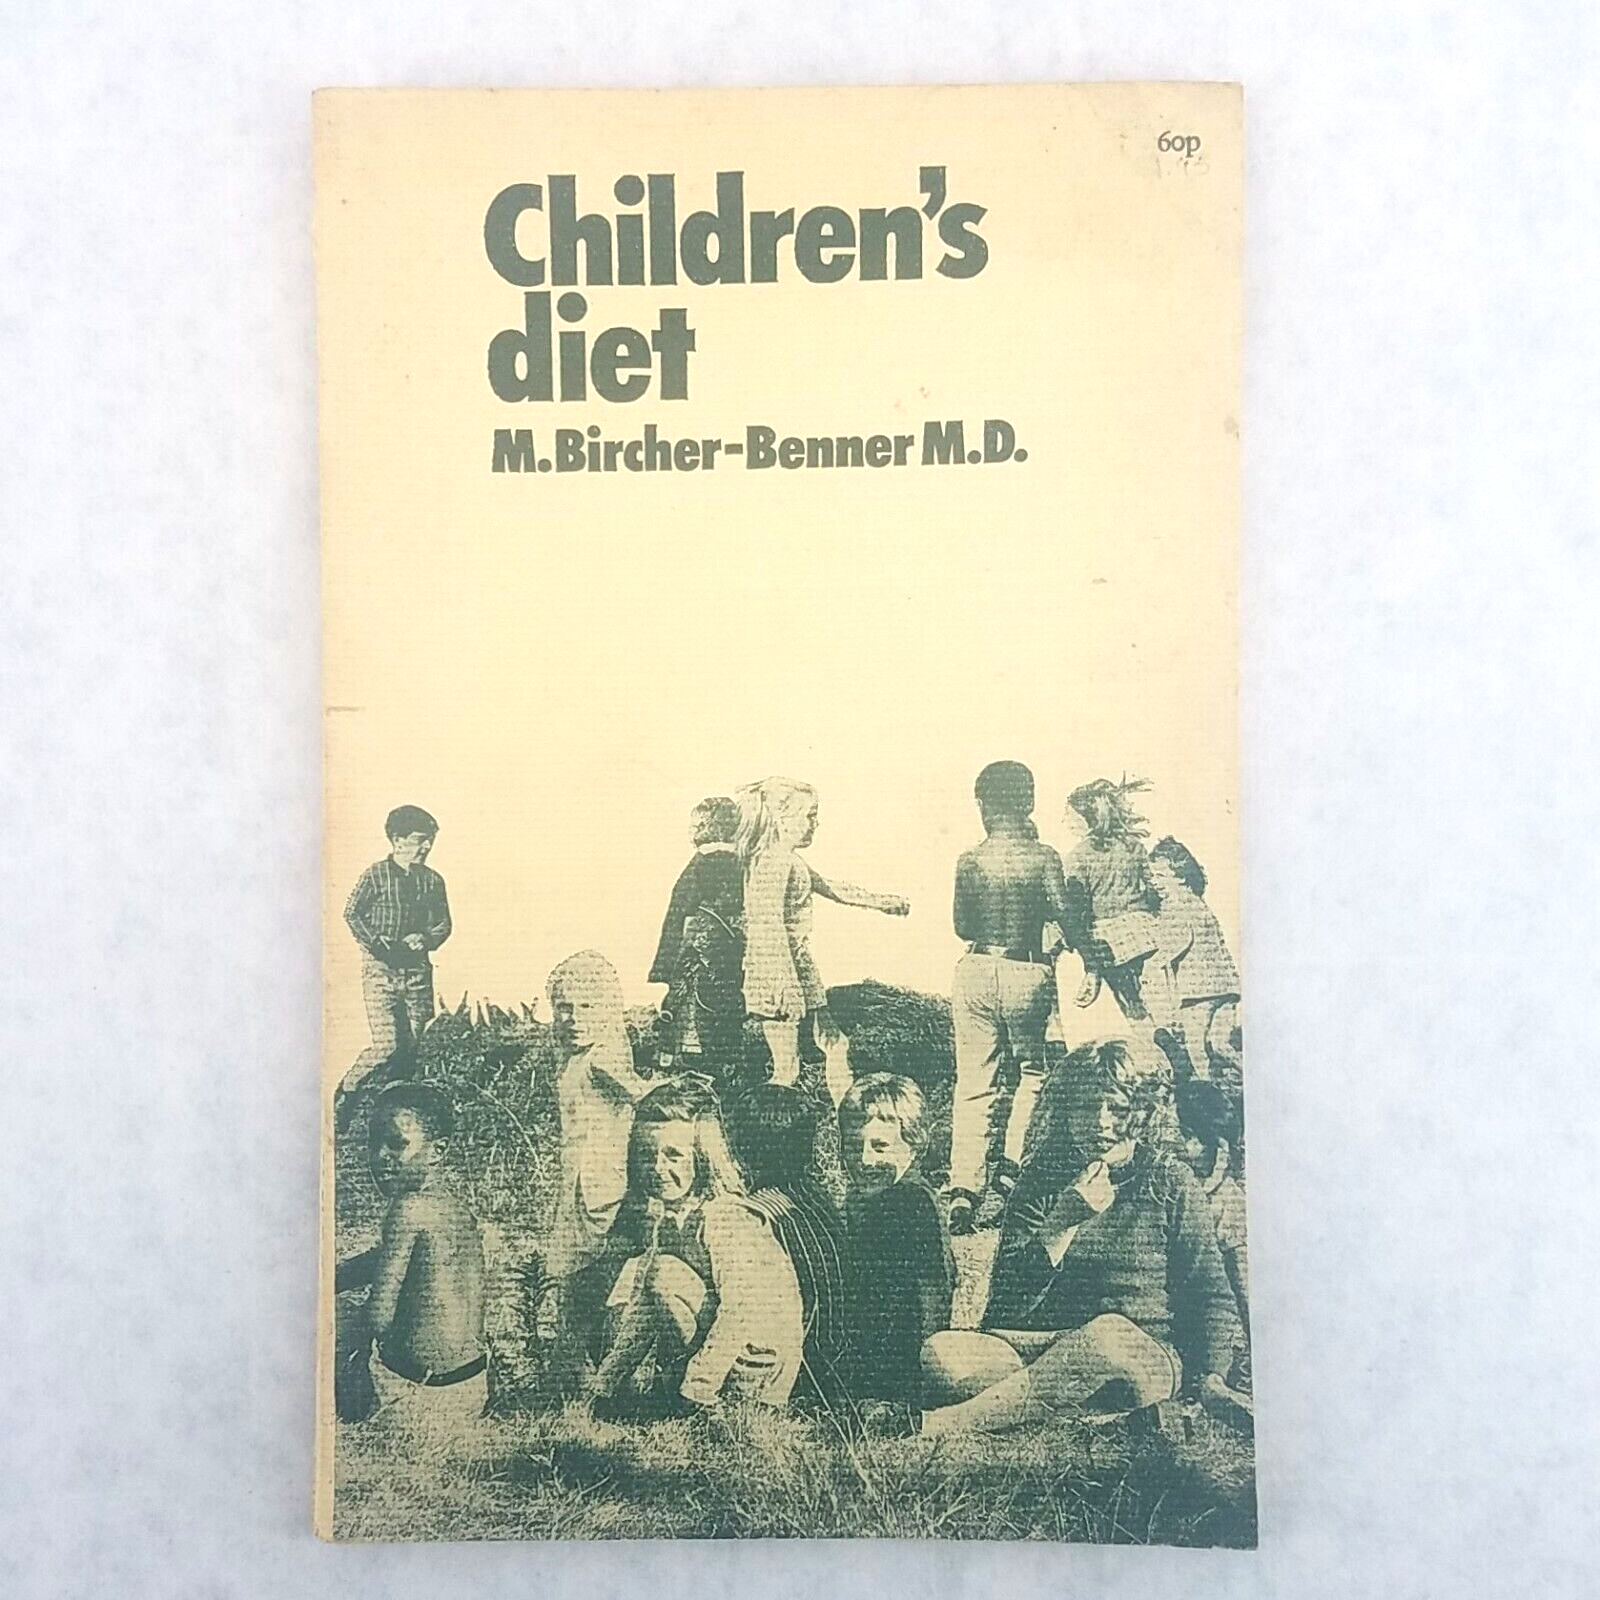 60p
Children's
diet
M.Bircher-Benner M.D.